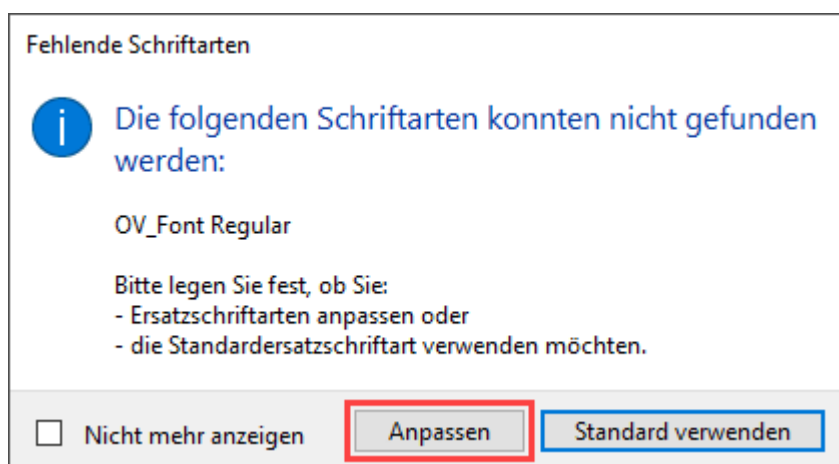 Fehlende Schriftarten
i
Die folgenden Schriftarten konnten nicht gefunden
werden:
OV_Font Regular
Bitte legen Sie fest, ob Sie:
- Ersatzschriftarten anpassen oder
- die Standardersatzschriftart verwenden möchten.
Nicht mehr anzeigen Anpassen Standard verwenden